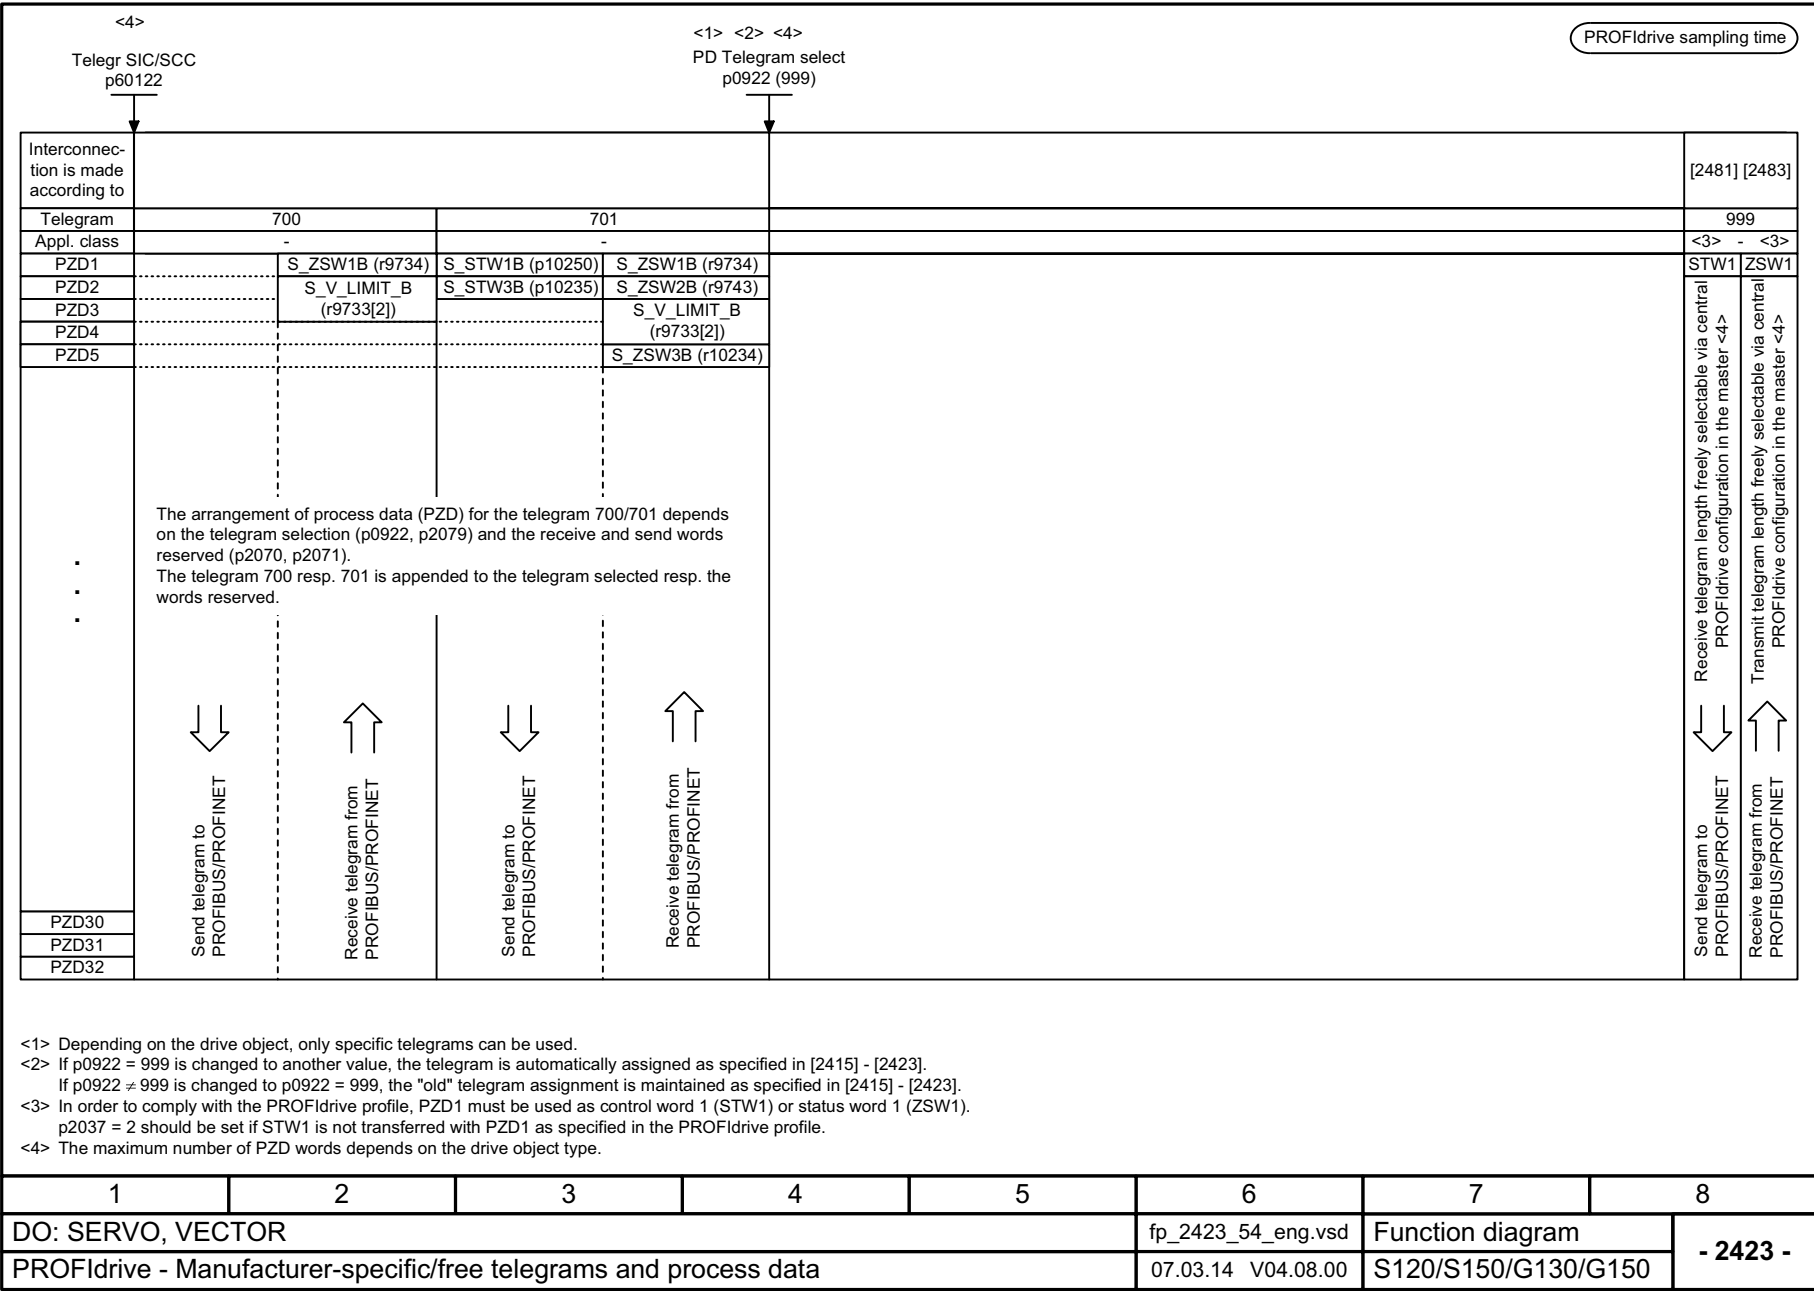 <4>
Telegr SIC/SCC
p60122
<1> <2> <4>
PD Telegram select
p0922 (999)
PROFIdrive sampling time
Interconnec-
tion is made
according to
[2481] [2483]
Telegram 700 701 999
Appl. class - - <3> - <3>
PZD1 S_ZSW1B (r9734) S_STW1B (p10250) S_ZSW1B (r9734) STW1 ZSW1
PZD2 S_V_LIMIT_B S_STW3B (p10235) S_ZSW2B (r9743)
PZD3 (r9733[2]) S_V_LIMIT_B
PZD4 (r9733[2])
PZD5 S_ZSW3B (r10234)
The arrangement of process data (PZD) for the telegram 700/701 depends
on the telegram selection (p0922, p2079) and the receive and send words
reserved (p2070, p2071).
The telegram 700 resp. 701 is appended to the telegram selected resp. the
words reserved.
.
.
.
Receive telegram length freely selectable via central
PROFIdrive configuration in the master <4>
Transmit telegram length freely selectable via central
PROFIdrive configuration in the master <4>
Send telegram to
PROFIBUS/PROFINET
Receive telegram from
PROFIBUS/PROFINET
Send telegram to
PROFIBUS/PROFINET
Receive telegram from
PROFIBUS/PROFINET
Send telegram to
PROFIBUS/PROFINET
Receive telegram from
PROFIBUS/PROFINET
PZD30
PZD31
PZD32
<1> Depending on the drive object, only specific telegrams can be used.
<2> If p0922 = 999 is changed to another value, the telegram is automatically assigned as specified in [2415] - [2423].
If p0922 ≠ 999 is changed to p0922 = 999, the "old" telegram assignment is maintained as specified in [2415] - [2423].
<3> In order to comply with the PROFIdrive profile, PZD1 must be used as control word 1 (STW1) or status word 1 (ZSW1).
p2037 = 2 should be set if STW1 is not transferred with PZD1 as specified in the PROFIdrive profile.
<4> The maximum number of PZD words depends on the drive object type.
1 2 3 4 5 6 7 8
DO: SERVO, VECTOR fp_2423_54_eng.vsd Function diagram
- 2423 -
PROFIdrive - Manufacturer-specific/free telegrams and process data 07.03.14 V04.08.00 S120/S150/G130/G150